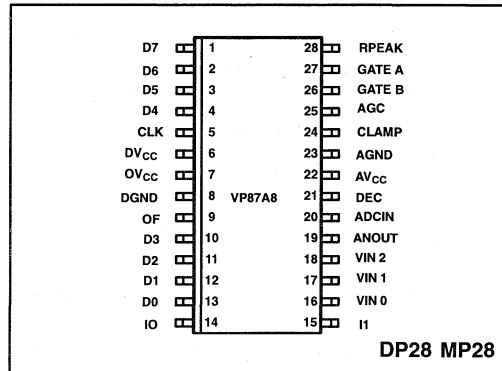 D7 1 28 RPEAK
D6 2 27 GATE A
D5 3 26 GATE B
D4 4 25 AGC
CLK 5 24 CLAMP
DVCC 6 23 AGND
OVCC 7 22 AVCC
DGND 8 VP87A8 21 DEC
OF 9 20 ADCIN
D3 10 19 ANOUT
D2 11 18 VIN 2
D1 12 17 VIN 1
D0 13 16 VIN 0
IO 14 15 I1
DP28 MP28